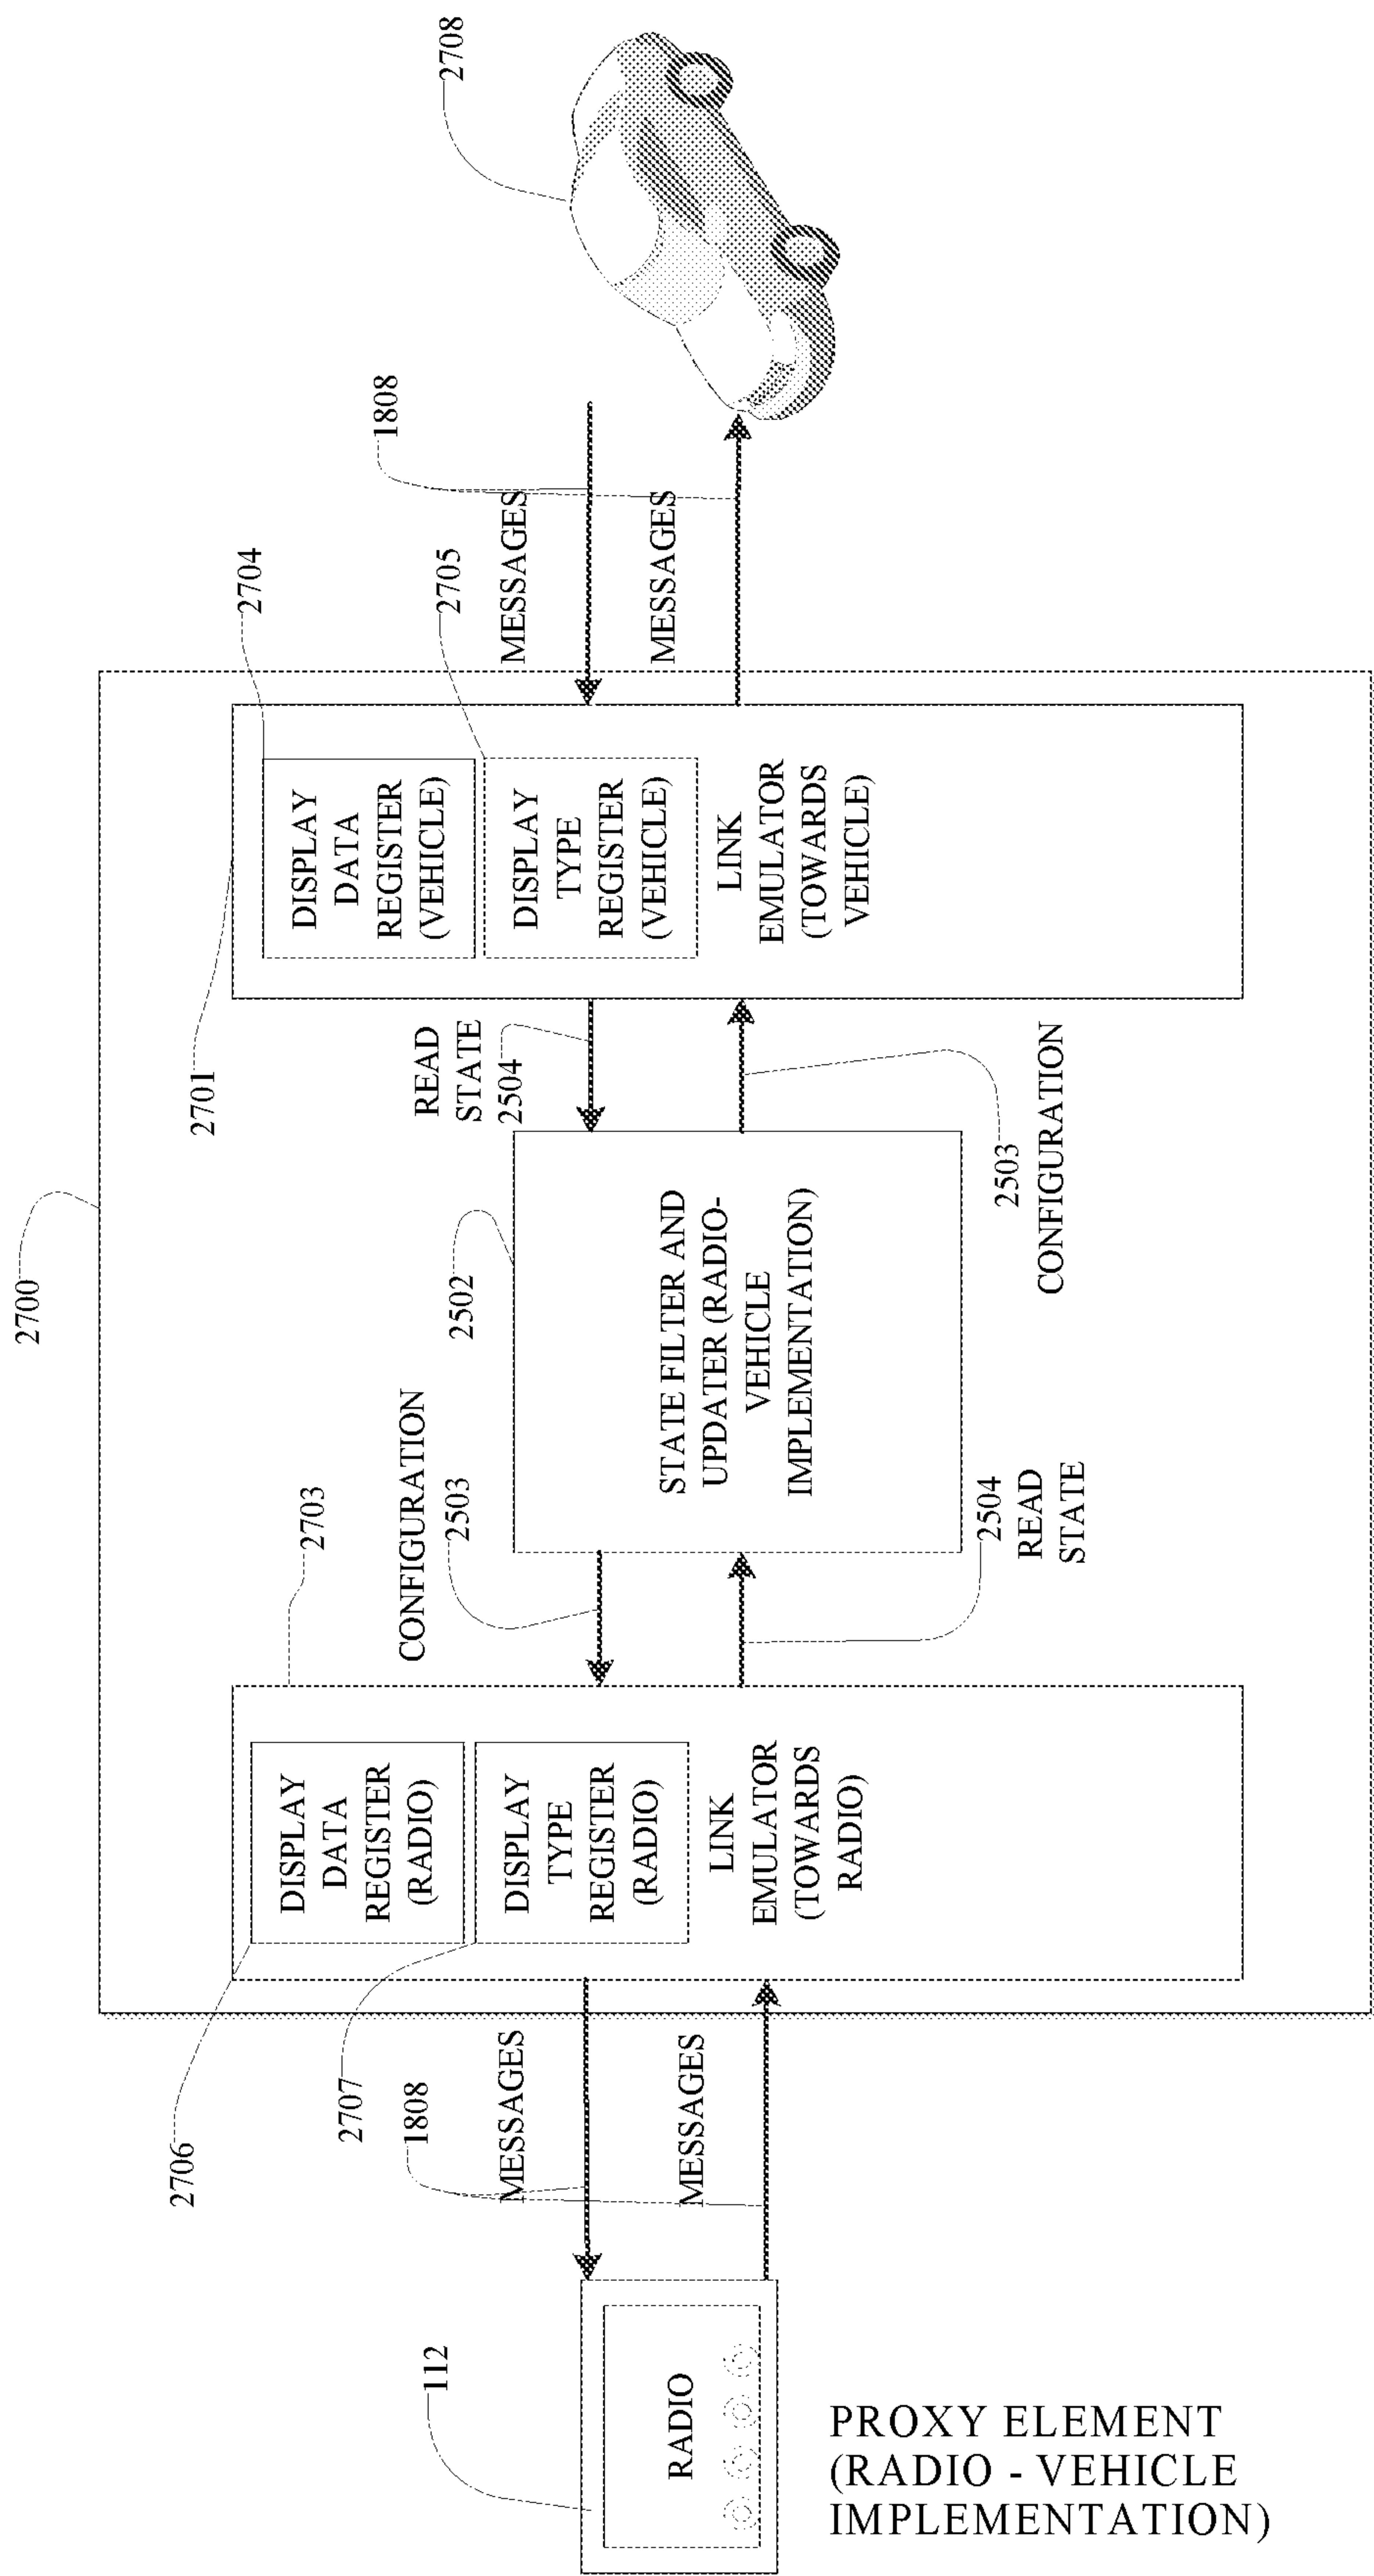 2700
2701
2704
2705
1808
2708
MESSAGES
MESSAGES
DISPLAY
DATA
REGISTER
(VEHICLE)
DISPLAY
TYPE
REGISTER
(VEHICLE)
LINK
EMULATOR
(TOWARDS
VEHICLE)
READ
STATE
2504
2503
CONFIGURATION
2502
STATE FILTER AND
UPDATER (RADIO-
VEHICLE
IMPLEMENTATION)
CONFIGURATION
2503
2504
READ
STATE
2703
DISPLAY
DATA
REGISTER
(RADIO)
DISPLAY
TYPE
REGISTER
(RADIO)
LINK
EMULATOR
(TOWARDS
RADIO)
2706
2707
1808
MESSAGES
MESSAGES
112
RADIO
PROXY ELEMENT
(RADIO - VEHICLE
IMPLEMENTATION)